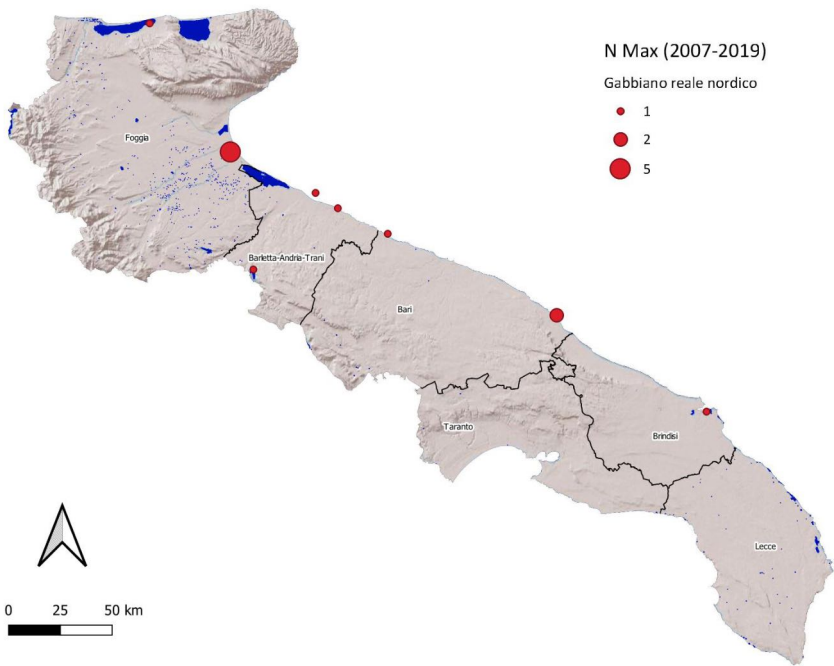 N Max (2007-2019)
Gabbiano reale nordico
1
2
5
Foggia
Barletta-Andria-Trani
Bari
Taranto
Brindisi
Lecce
0 25 50 km